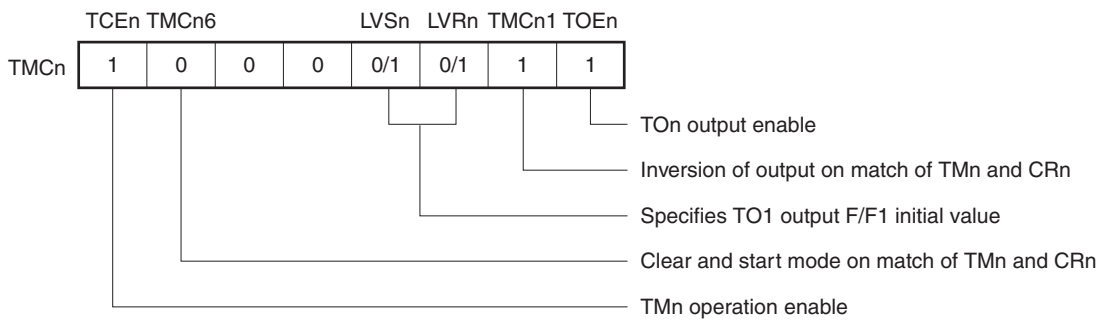 TCEn TMCn6 LVSn LVRn TMCn1 TOEn
TMCn 1 0 0 0 0/1 0/1 1 1
TOn output enable
Inversion of output on match of TMn and CRn
Specifies TO1 output F/F1 initial value
Clear and start mode on match of TMn and CRn
TMn operation enable